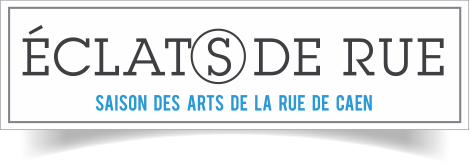 ÉCLATS DE RUE
SAISON DES ARTS DE LA RUE DE CAEN